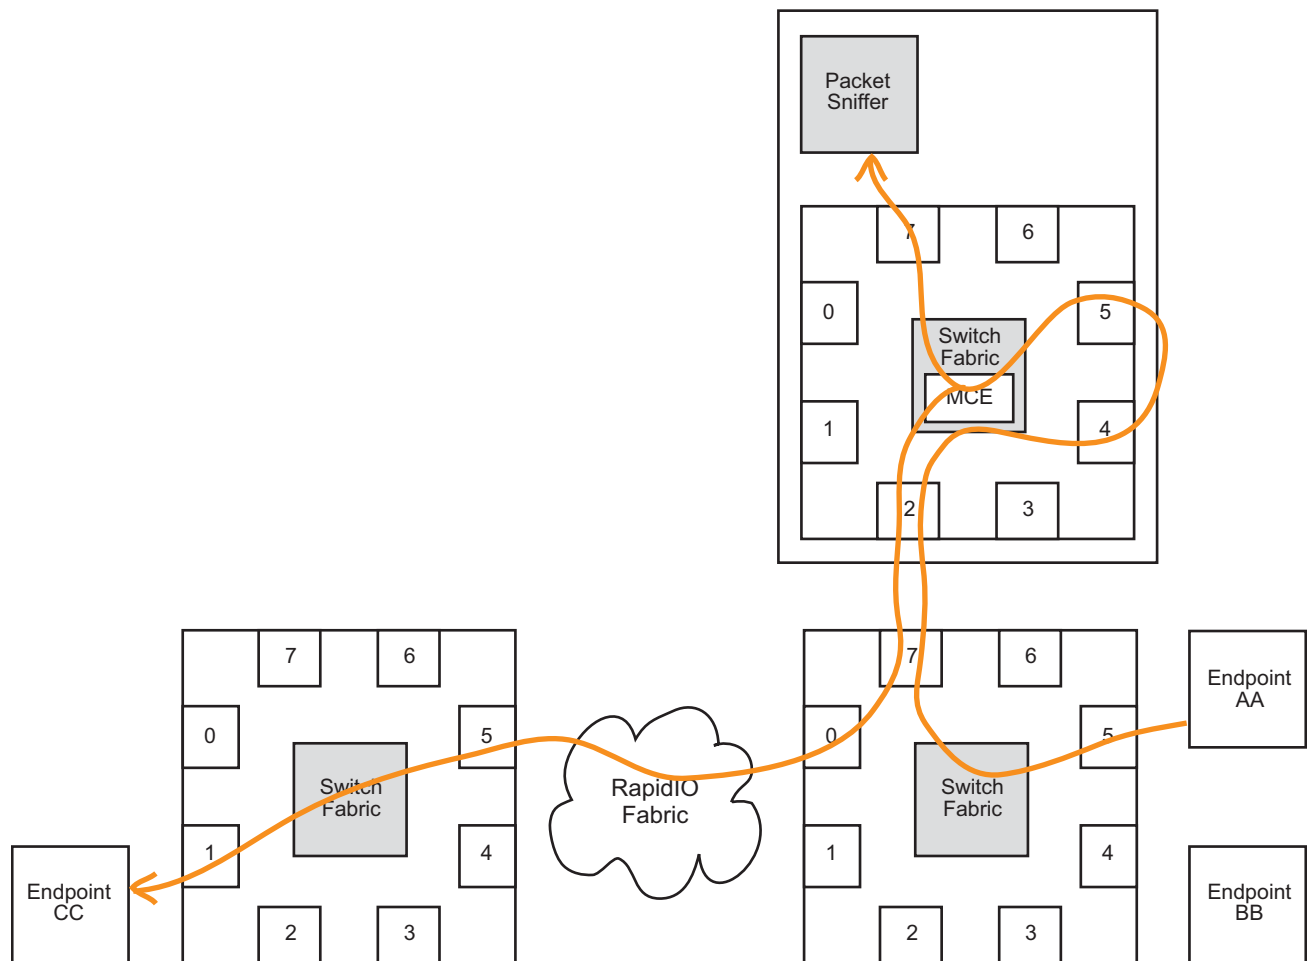 Packet
Sniffer
7
6
0
5
Switch
Fabric
MCE
1
4
2
3
7
6
0
5
Switch
Fabric
1
4
2
3
Endpoint
CC
RapidIO
Fabric
7
6
0
5
Switch
Fabric
1
4
2
3
Endpoint
AA
Endpoint
BB